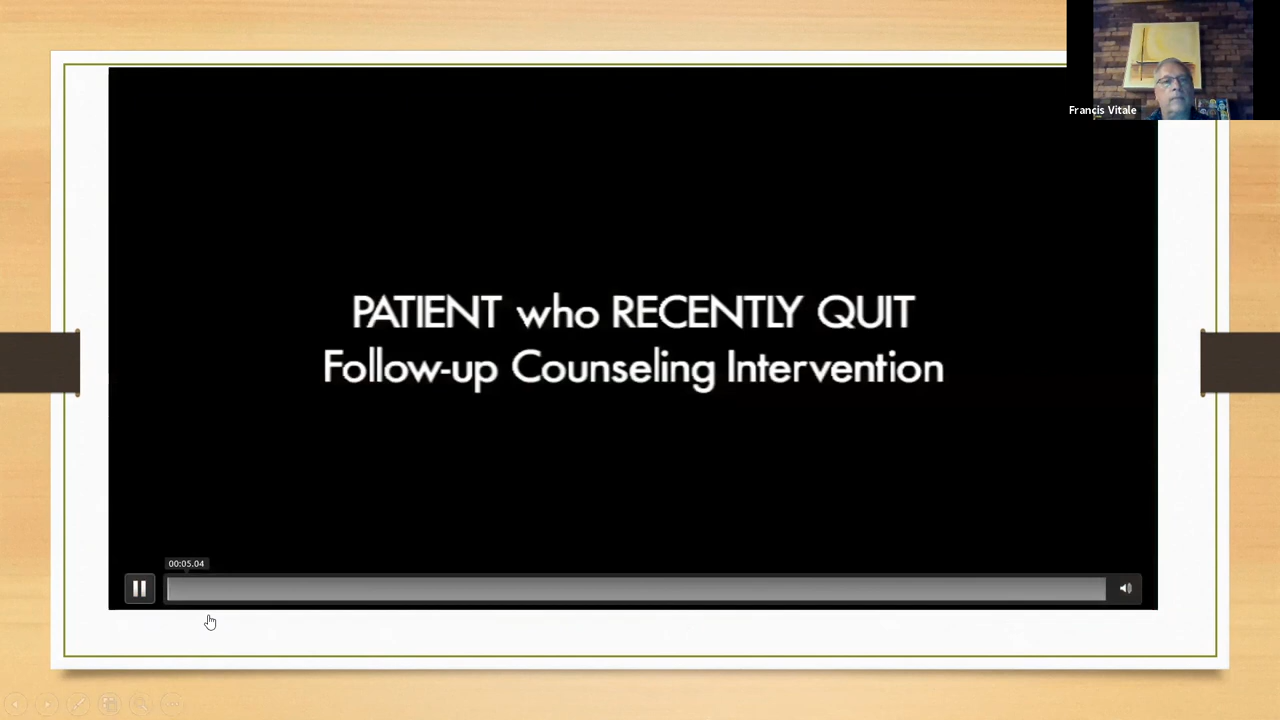 Francis Vitale
PATIENT who RECENTLY QUIT
Follow-up Counseling Intervention
00:05.04